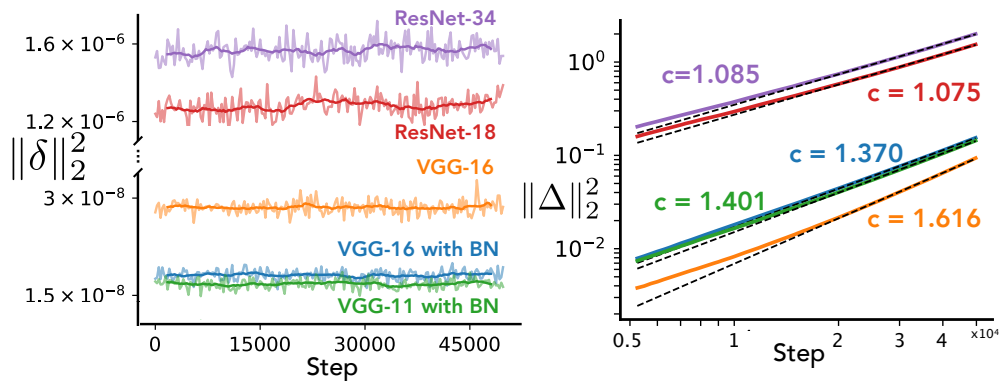 ResNet-34
1.6 × 10⁻⁶
1.2 × 10⁻⁶
ResNet-18
‖δ‖₂²
VGG-16
3 × 10⁻⁸
VGG-16 with BN
1.5 × 10⁻⁸
VGG-11 with BN
0 15000 30000 45000
Step
10⁰
c=1.085
c = 1.075
10⁻¹
c = 1.370
‖Δ‖₂²
c = 1.401
c = 1.616
10⁻²
0.5 1 2 3 4 x10⁴
Step